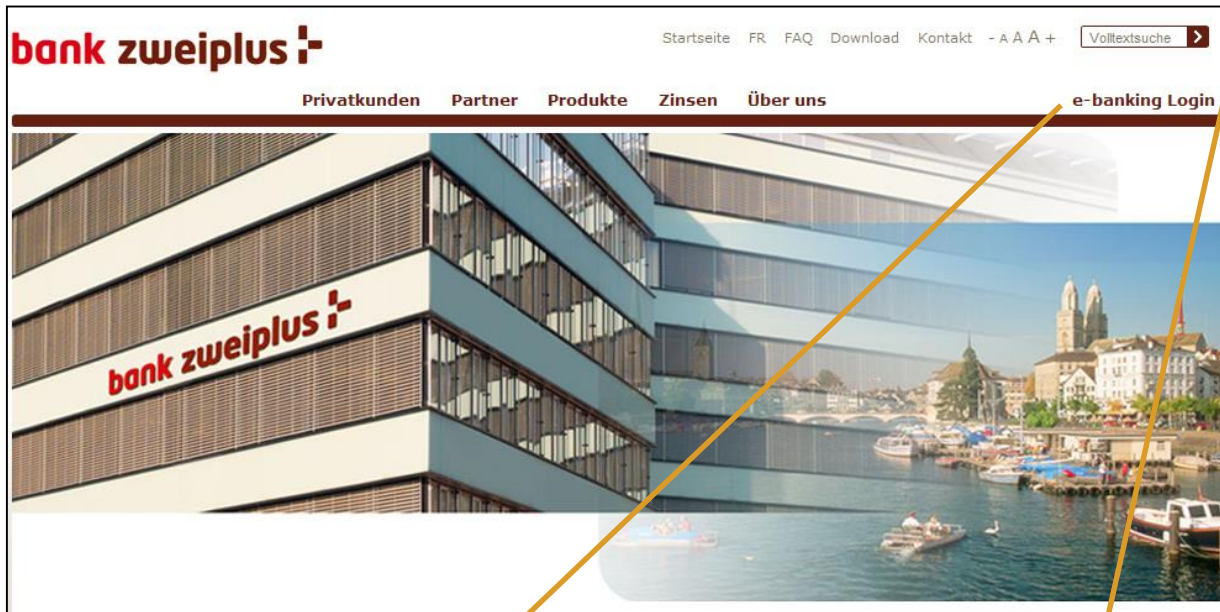 bank zweiplus
Startseite FR FAQ Download Kontakt - A A A + Volltextsuche
Privatkunden Partner Produkte Zinsen Über uns e-banking Login
bank zweiplus